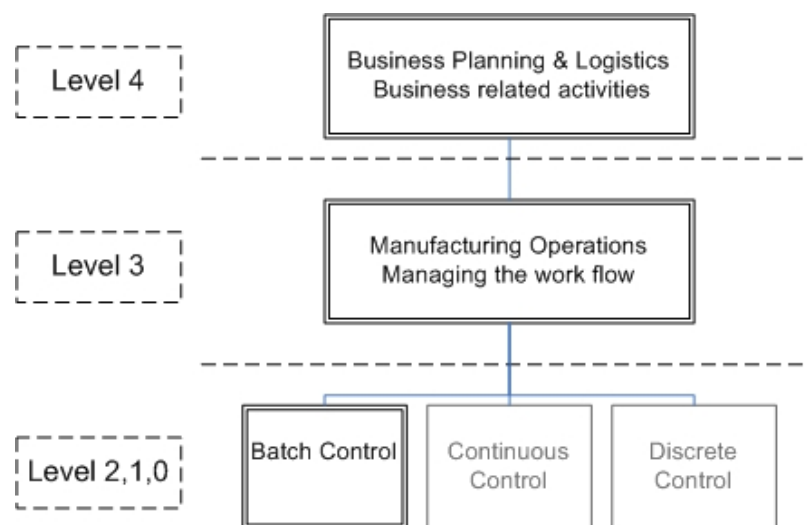 Level 4
Business Planning & Logistics
Business related activities
Level 3
Manufacturing Operations
Managing the work flow
Level 2,1,0
Batch Control
Continuous
Control
Discrete
Control